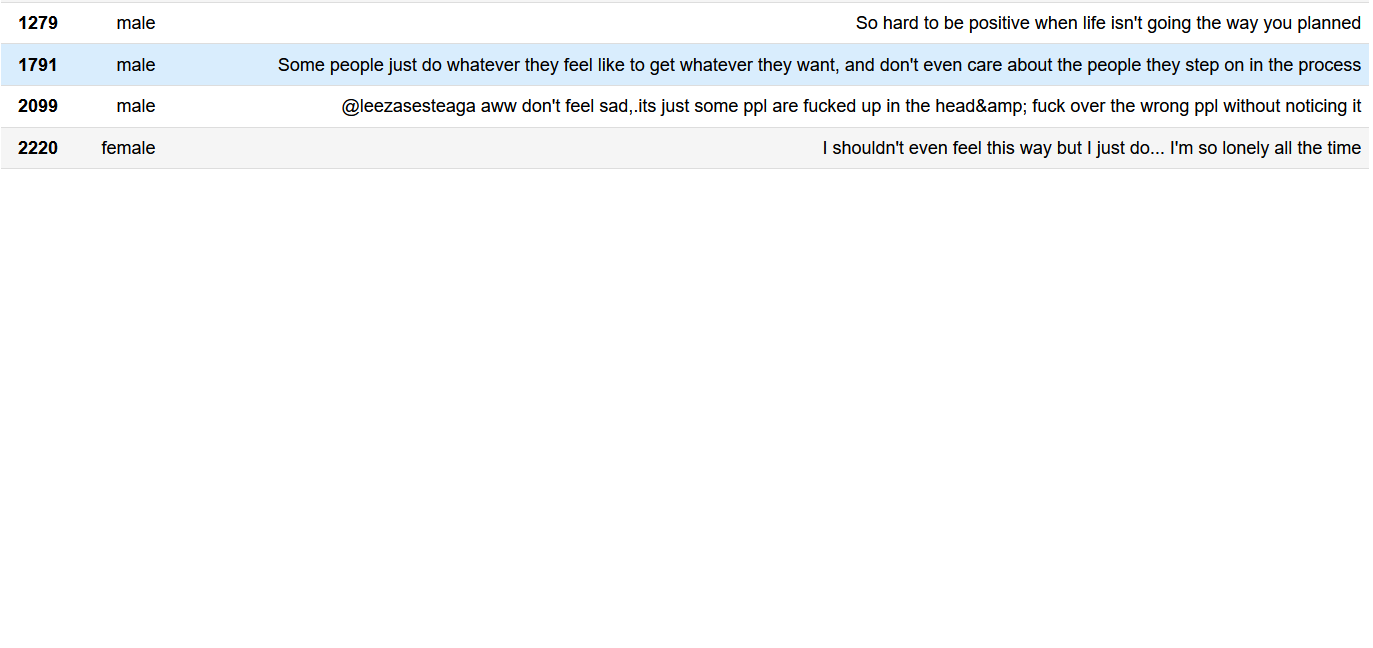 1279 male So hard to be positive when life isn't going the way you planned
1791 male Some people just do whatever they feel like to get whatever they want, and don't even care about the people they step on in the process
2099 male @leezasesteaga aww don't feel sad,.its just some ppl are fucked up in the head&amp; fuck over the wrong ppl without noticing it
2220 female I shouldn't even feel this way but I just do... I'm so lonely all the time